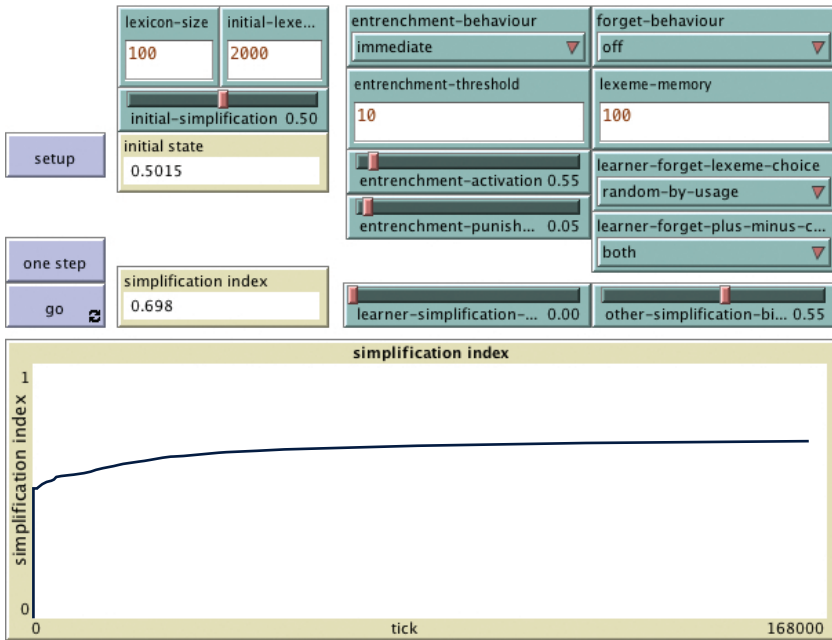 lexicon-size
initial-lexe...
100
2000
initial-simplification 0.50
initial state
0.5015
setup
one step
go
simplification index
0.698
entrenchment-behaviour
immediate
entrenchment-threshold
10
entrenchment-activation 0.55
entrenchment-punish... 0.05
forget-behaviour
off
lexeme-memory
100
learner-forget-lexeme-choice
random-by-usage
learner-forget-plus-minus-c...
both
learner-simplification-... 0.00
other-simplification-bi... 0.55
simplification index
simplification index
1
0
0
tick
168000